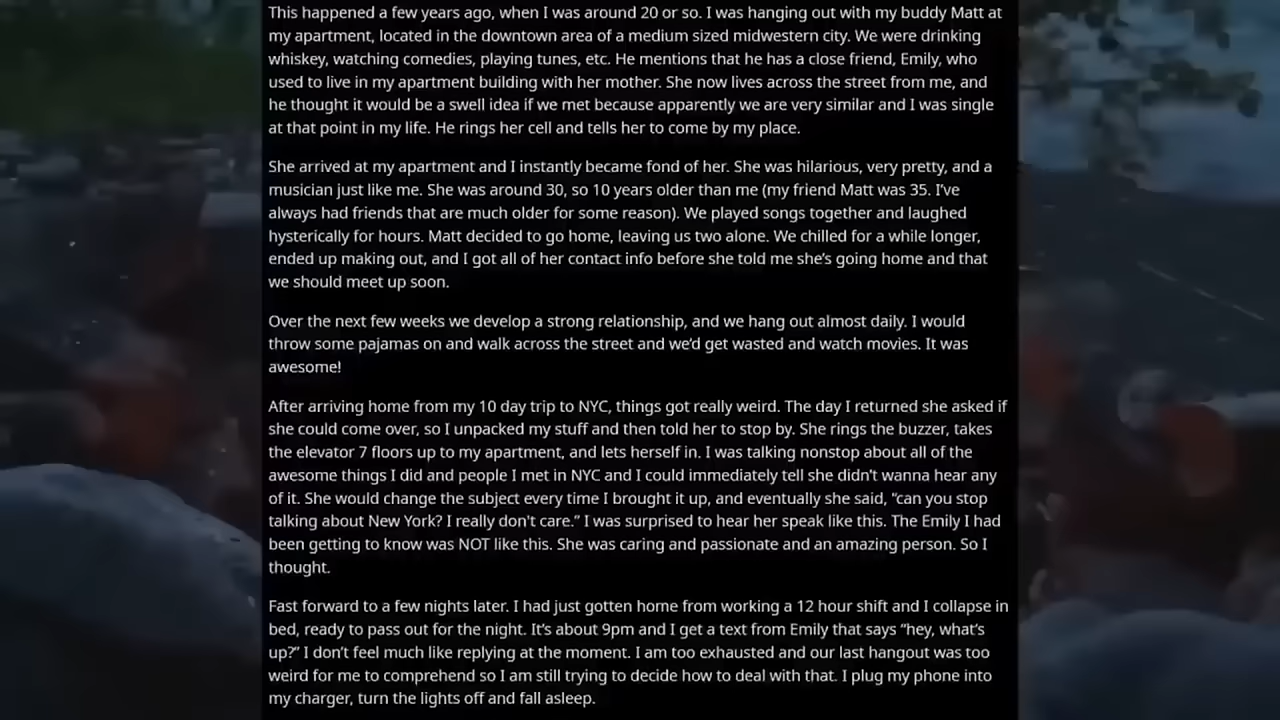 This happened a few years ago, when I was around 20 or so. I was hanging out with my buddy Matt at
my apartment, located in the downtown area of a medium sized midwestern city. We were drinking
whiskey, watching comedies, playing tunes, etc. He mentions that he has a close friend, Emily, who
used to live in my apartment building with her mother. She now lives across the street from me, and
he thought it would be a swell idea if we met because apparently we are very similar and I was single
at that point in my life. He rings her cell and tells her to come by my place.
She arrived at my apartment and I instantly became fond of her. She was hilarious, very pretty, and a
musician just like me. She was around 30, so 10 years older than me (my friend Matt was 35. I’ve
always had friends that are much older for some reason). We played songs together and laughed
hysterically for hours. Matt decided to go home, leaving us two alone. We chilled for a while longer,
ended up making out, and I got all of her contact info before she told me she’s going home and that
we should meet up soon.
Over the next few weeks we develop a strong relationship, and we hang out almost daily. I would
throw some pajamas on and walk across the street and we’d get wasted and watch movies. It was
awesome!
After arriving home from my 10 day trip to NYC, things got really weird. The day I returned she asked if
she could come over, so I unpacked my stuff and then told her to stop by. She rings the buzzer, takes
the elevator 7 floors up to my apartment, and lets herself in. I was talking nonstop about all of the
awesome things I did and people I met in NYC and I could immediately tell she didn’t wanna hear any
of it. She would change the subject every time I brought it up, and eventually she said, “can you stop
talking about New York? I really don't care.” I was surprised to hear her speak like this. The Emily I had
been getting to know was NOT like this. She was caring and passionate and an amazing person. So I
thought.
Fast forward to a few nights later. I had just gotten home from working a 12 hour shift and I collapse in
bed, ready to pass out for the night. It’s about 9pm and I get a text from Emily that says “hey, what’s
up?” I don’t feel much like replying at the moment. I am too exhausted and our last hangout was too
weird for me to comprehend so I am still trying to decide how to deal with that. I plug my phone into
my charger, turn the lights off and fall asleep.